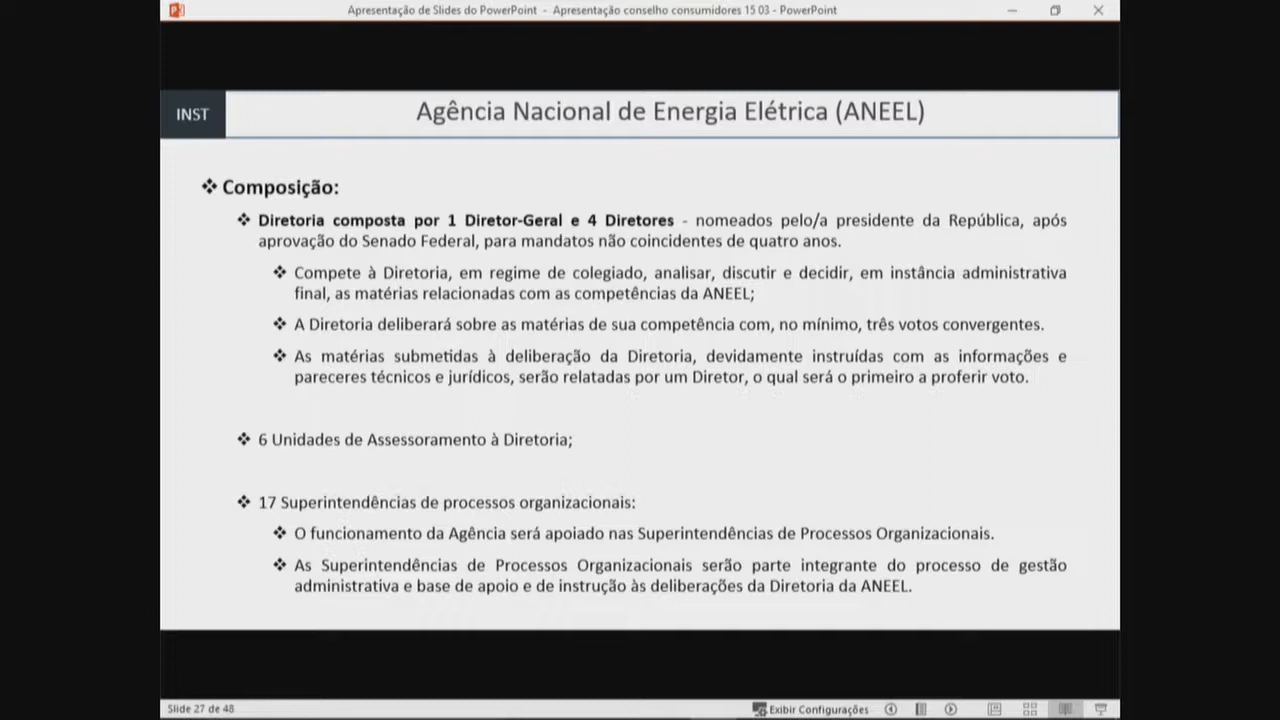 Apresentação de Slides do PowerPoint - Apresentação conselho consumidores 15 03 - PowerPoint
INST
Agência Nacional de Energia Elétrica (ANEEL)
❖ Composição:
❖ Diretoria composta por 1 Diretor-Geral e 4 Diretores - nomeados pelo/a presidente da República, após
aprovação do Senado Federal, para mandatos não coincidentes de quatro anos.
❖ Compete à Diretoria, em regime de colegiado, analisar, discutir e decidir, em instância administrativa
final, as matérias relacionadas com as competências da ANEEL;
❖ A Diretoria deliberará sobre as matérias de sua competência com, no mínimo, três votos convergentes.
❖ As matérias submetidas à deliberação da Diretoria, devidamente instruídas com as informações e
pareceres técnicos e jurídicos, serão relatadas por um Diretor, o qual será o primeiro a proferir voto.
❖ 6 Unidades de Assessoramento à Diretoria;
❖ 17 Superintendências de processos organizacionais:
❖ O funcionamento da Agência será apoiado nas Superintendências de Processos Organizacionais.
❖ As Superintendências de Processos Organizacionais serão parte integrante do processo de gestão
administrativa e base de apoio e de instrução às deliberações da Diretoria da ANEEL.
Slide 27 de 48
Exibir Configurações